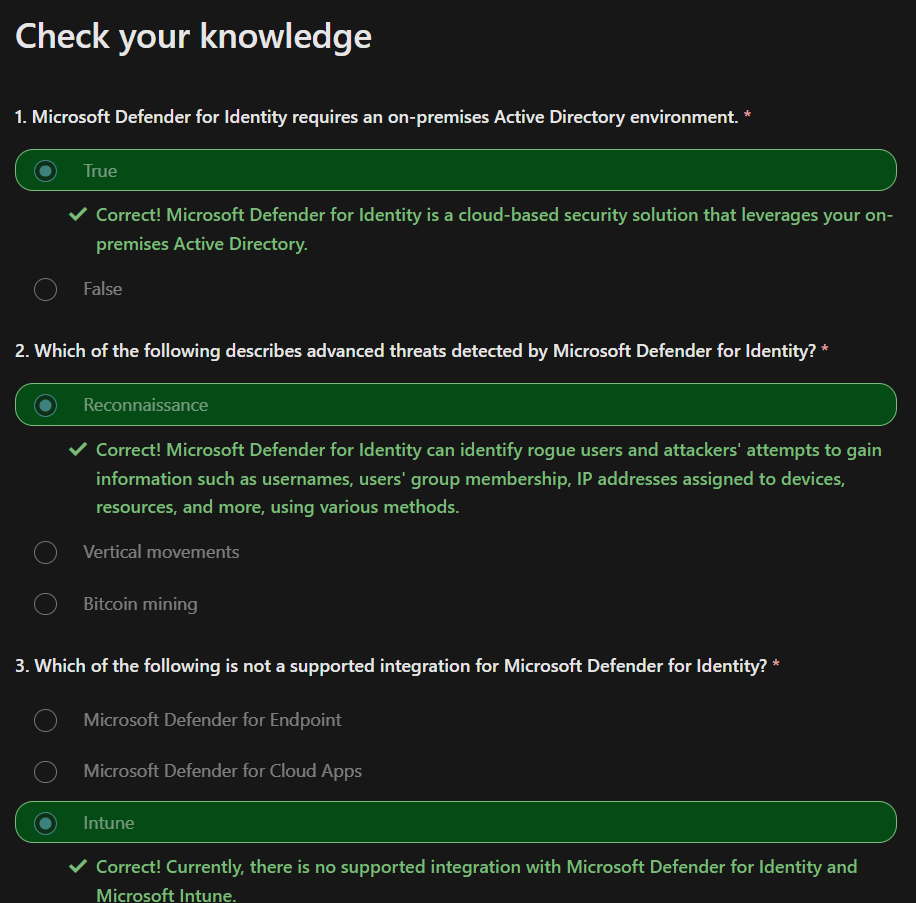 Check your knowledge
1. Microsoft Defender for Identity requires an on-premises Active Directory environment. *
True
Correct! Microsoft Defender for Identity is a cloud-based security solution that leverages your on-
premises Active Directory.
False
2. Which of the following describes advanced threats detected by Microsoft Defender for Identity? *
Reconnaissance
Correct! Microsoft Defender for Identity can identify rogue users and attackers' attempts to gain
information such as usernames, users' group membership, IP addresses assigned to devices,
resources, and more, using various methods.
Vertical movements
Bitcoin mining
3. Which of the following is not a supported integration for Microsoft Defender for Identity? *
Microsoft Defender for Endpoint
Microsoft Defender for Cloud Apps
Intune
Correct! Currently, there is no supported integration with Microsoft Defender for Identity and
Microsoft Intune.